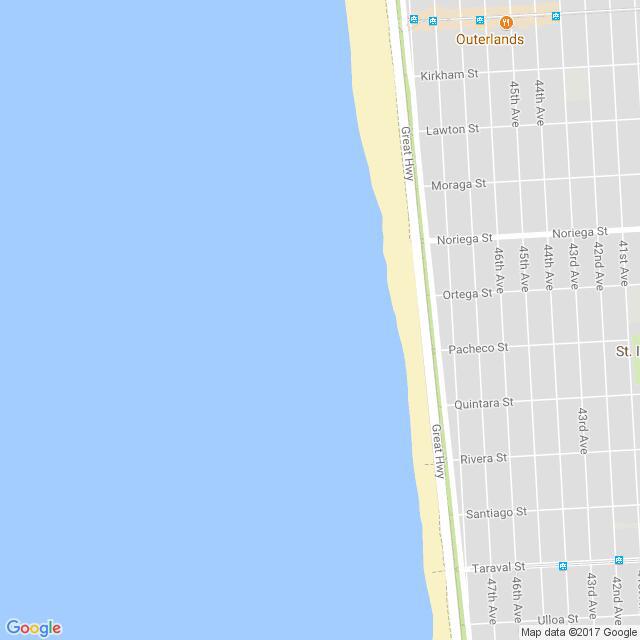 Outerlands
Kirkham St
45th Ave
44th Ave
Great Hwy
Lawton St
Moraga St
Noriega St
Noriega St
46th Ave
45th Ave
44th Ave
43rd Ave
42nd Ave
41st Ave
Ortega St
Pacheco St
St. I
Quintara St
43rd Ave
Great Hwy
Rivera St
Santiago St
Taraval St
47th Ave
46th Ave
43rd Ave
42nd Ave
Ulloa St
Google
Map data ©2017 Google